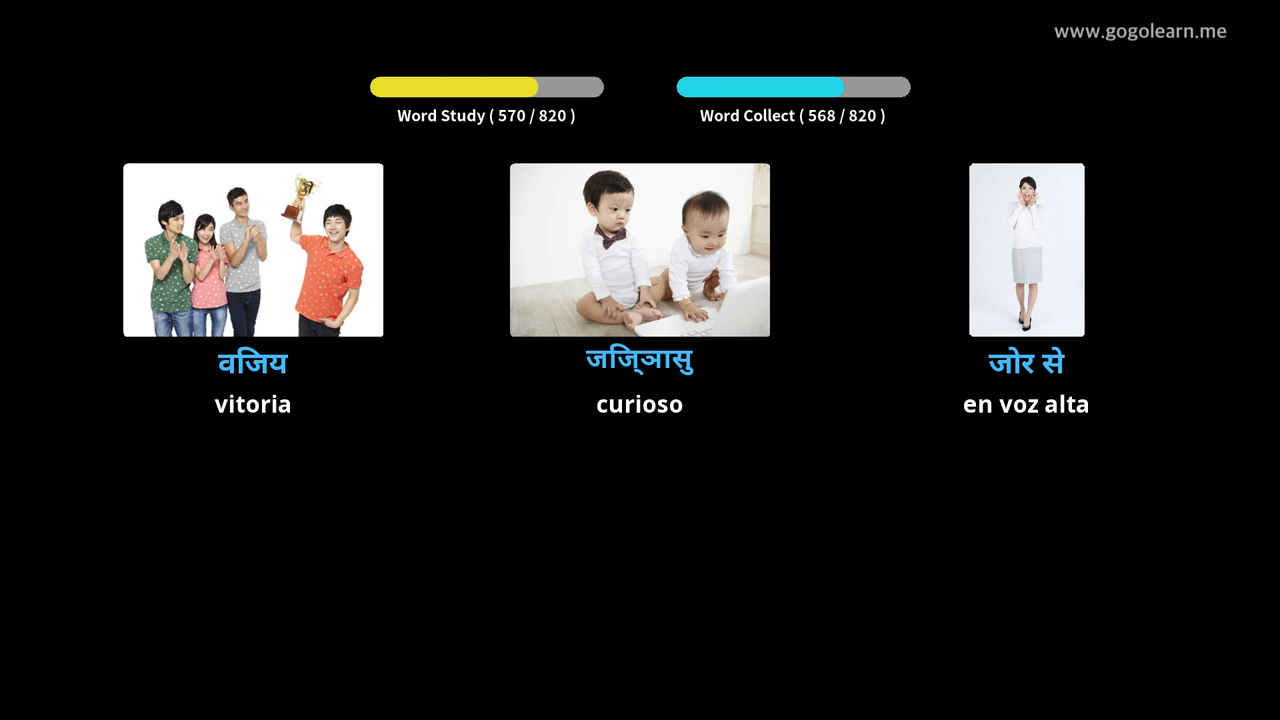 www.gogolearn.me
Word Study ( 570 / 820 )
Word Collect ( 568 / 820 )
वजिय
जजि्ञासु
जोर से
vitoria
curioso
en voz alta